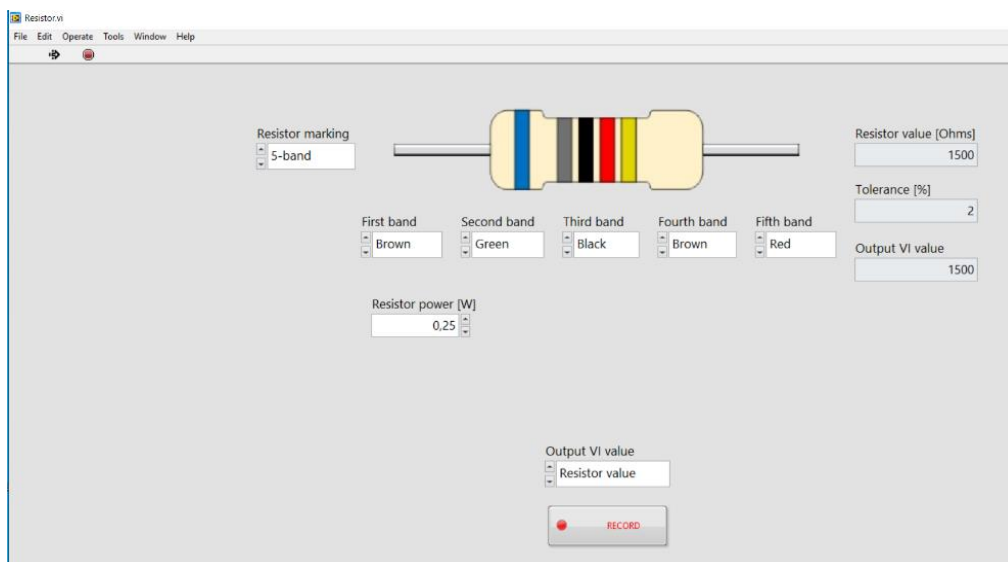 Resistor.vi
File Edit Operate Tools Window Help
Resistor marking
5-band
Resistor value [Ohms]
1500
Tolerance [%]
2
Output VI value
1500
First band
Brown
Second band
Green
Third band
Black
Fourth band
Brown
Fifth band
Red
Resistor power [W]
0,25
Output VI value
Resistor value
RECORD